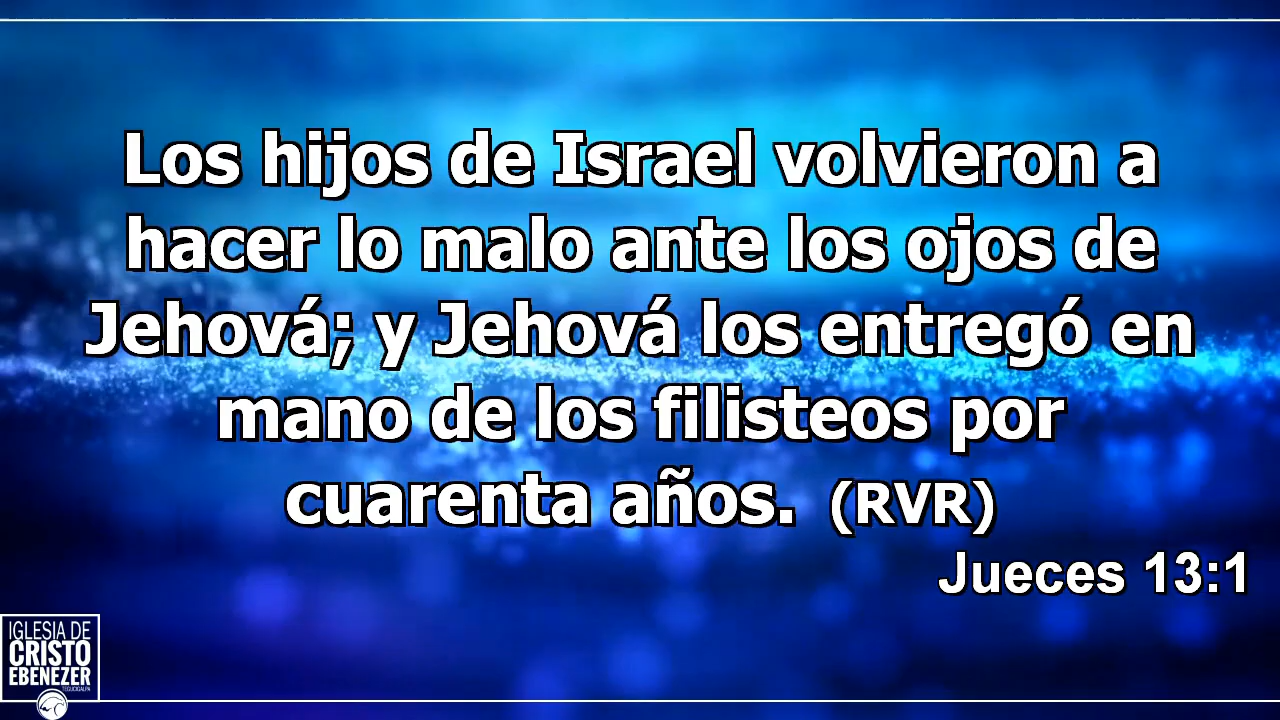 Los hijos de Israel volvieron a
hacer lo malo ante los ojos de
Jehová; y Jehová los entregó en
mano de los filisteos por
cuarenta años. (RVR)
Jueces 13:1
IGLESIA DE
CRISTO
EBENEZER
TEGUCIGALPA